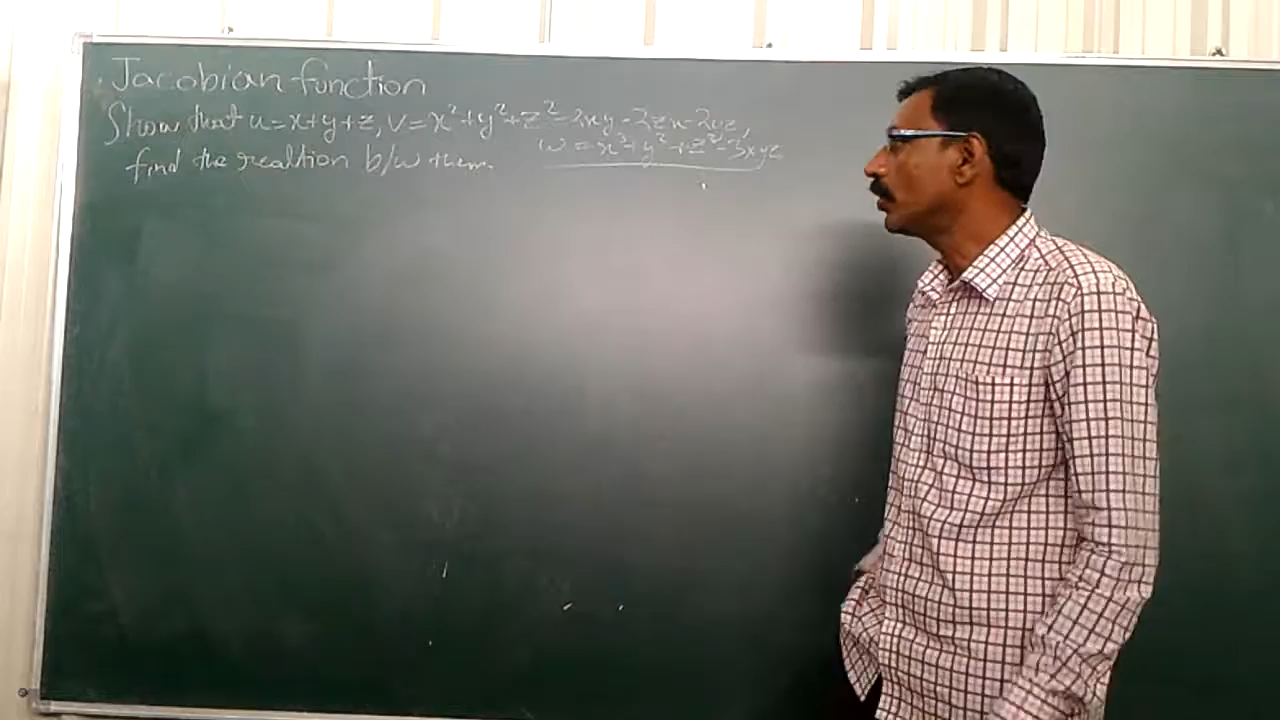 Jacobian function
Show that u=x+y+z, v=x²+y²+z²-2xy-2zx-2yz,
w=x³+y³+z³-3xyz
find the realtion b/w them.